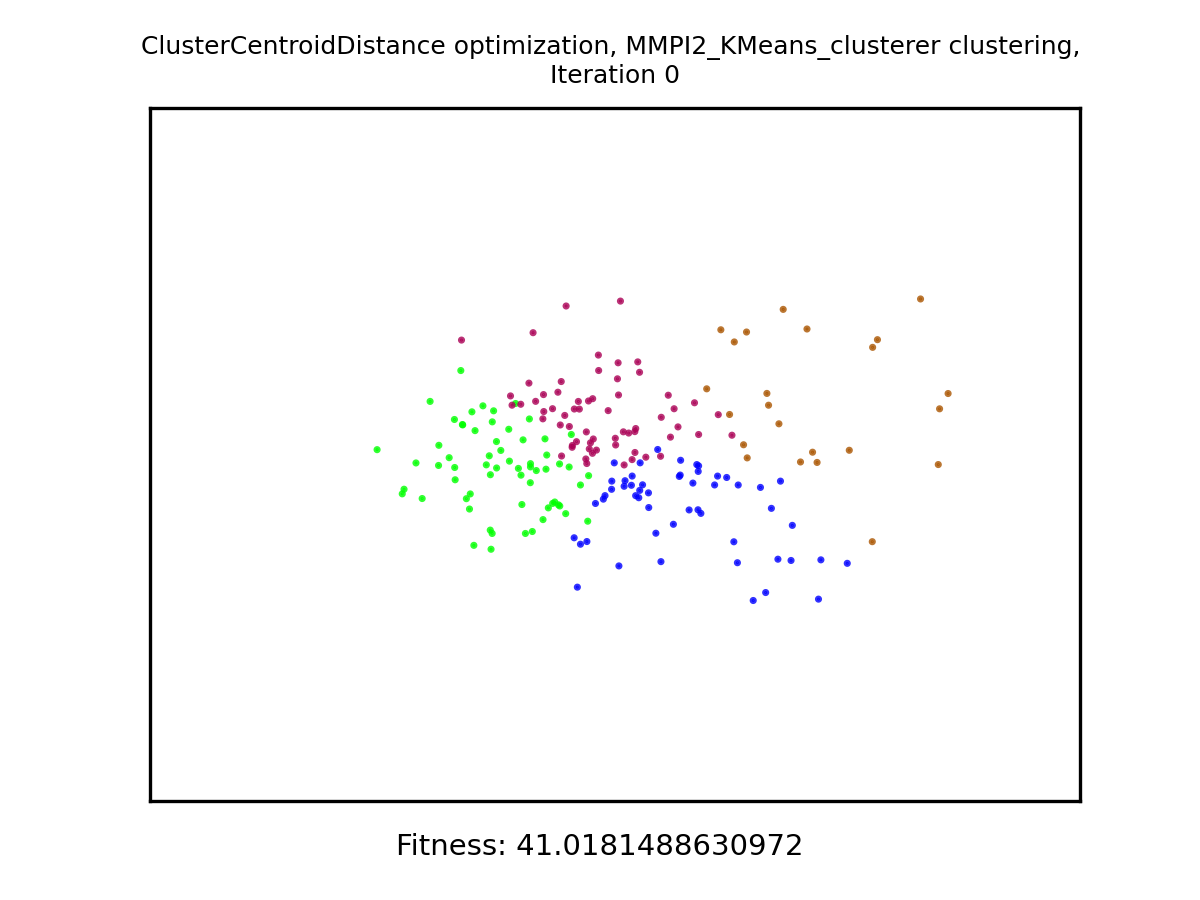 ClusterCentroidDistance optimization, MMPI2_KMeans_clusterer clustering,
Iteration 0
Fitness: 41.0181488630972